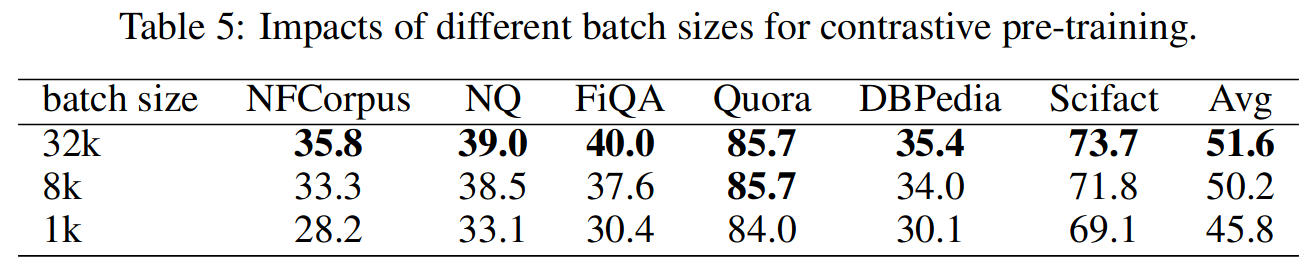 Table 5: Impacts of different batch sizes for contrastive pre-training.
batch size NFCorpus NQ FiQA Quora DBPedia Scifact Avg
32k 35.8 39.0 40.0 85.7 35.4 73.7 51.6
8k 33.3 38.5 37.6 85.7 34.0 71.8 50.2
1k 28.2 33.1 30.4 84.0 30.1 69.1 45.8